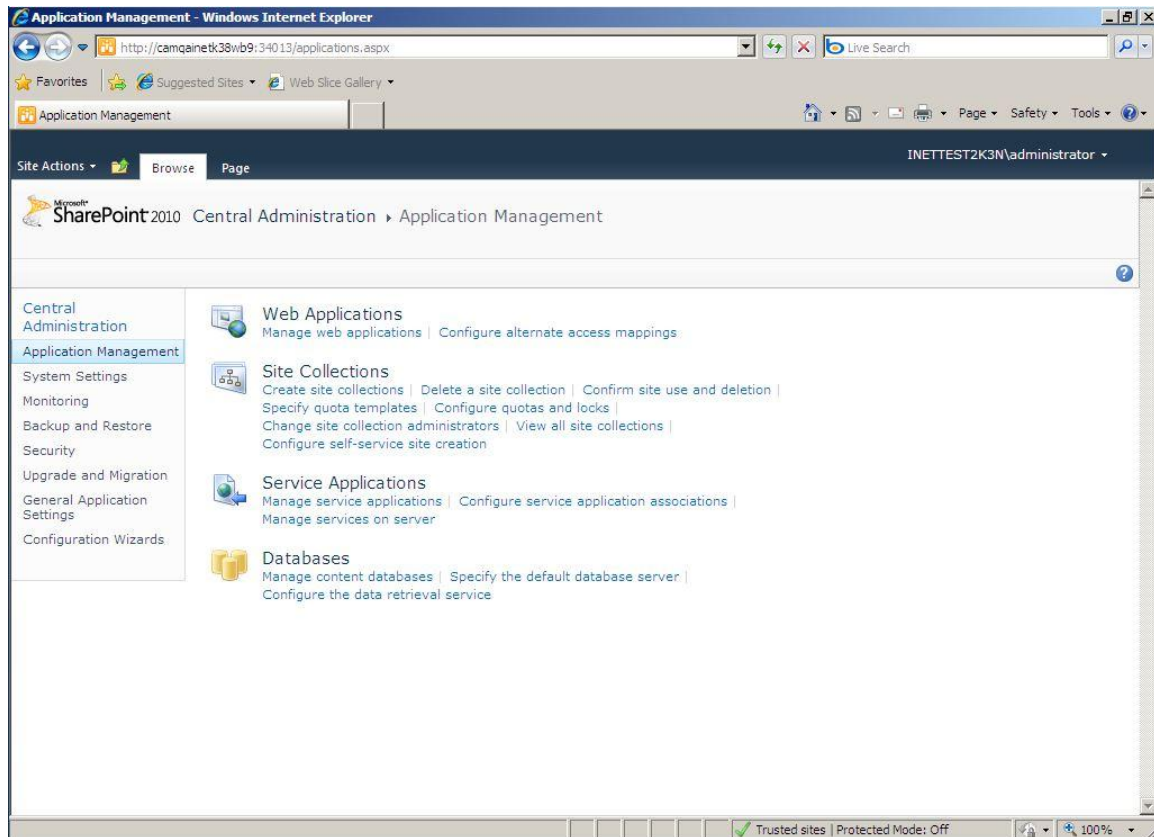 Application Management - Windows Internet Explorer
http://camqainetk38wb9:34013/applications.aspx
Live Search
Favorites Suggested Sites Web Slice Gallery
Application Management
Page Safety Tools
Site Actions Browse Page
INETTEST2K3N\administrator
Microsoft SharePoint 2010 Central Administration Application Management
Central
Administration
Application Management
System Settings
Monitoring
Backup and Restore
Security
Upgrade and Migration
General Application
Settings
Configuration Wizards
Web Applications
Manage web applications | Configure alternate access mappings
Site Collections
Create site collections | Delete a site collection | Confirm site use and deletion |
Specify quota templates | Configure quotas and locks |
Change site collection administrators | View all site collections |
Configure self-service site creation
Service Applications
Manage service applications | Configure service application associations |
Manage services on server
Databases
Manage content databases | Specify the default database server |
Configure the data retrieval service
Trusted sites | Protected Mode: Off
100%